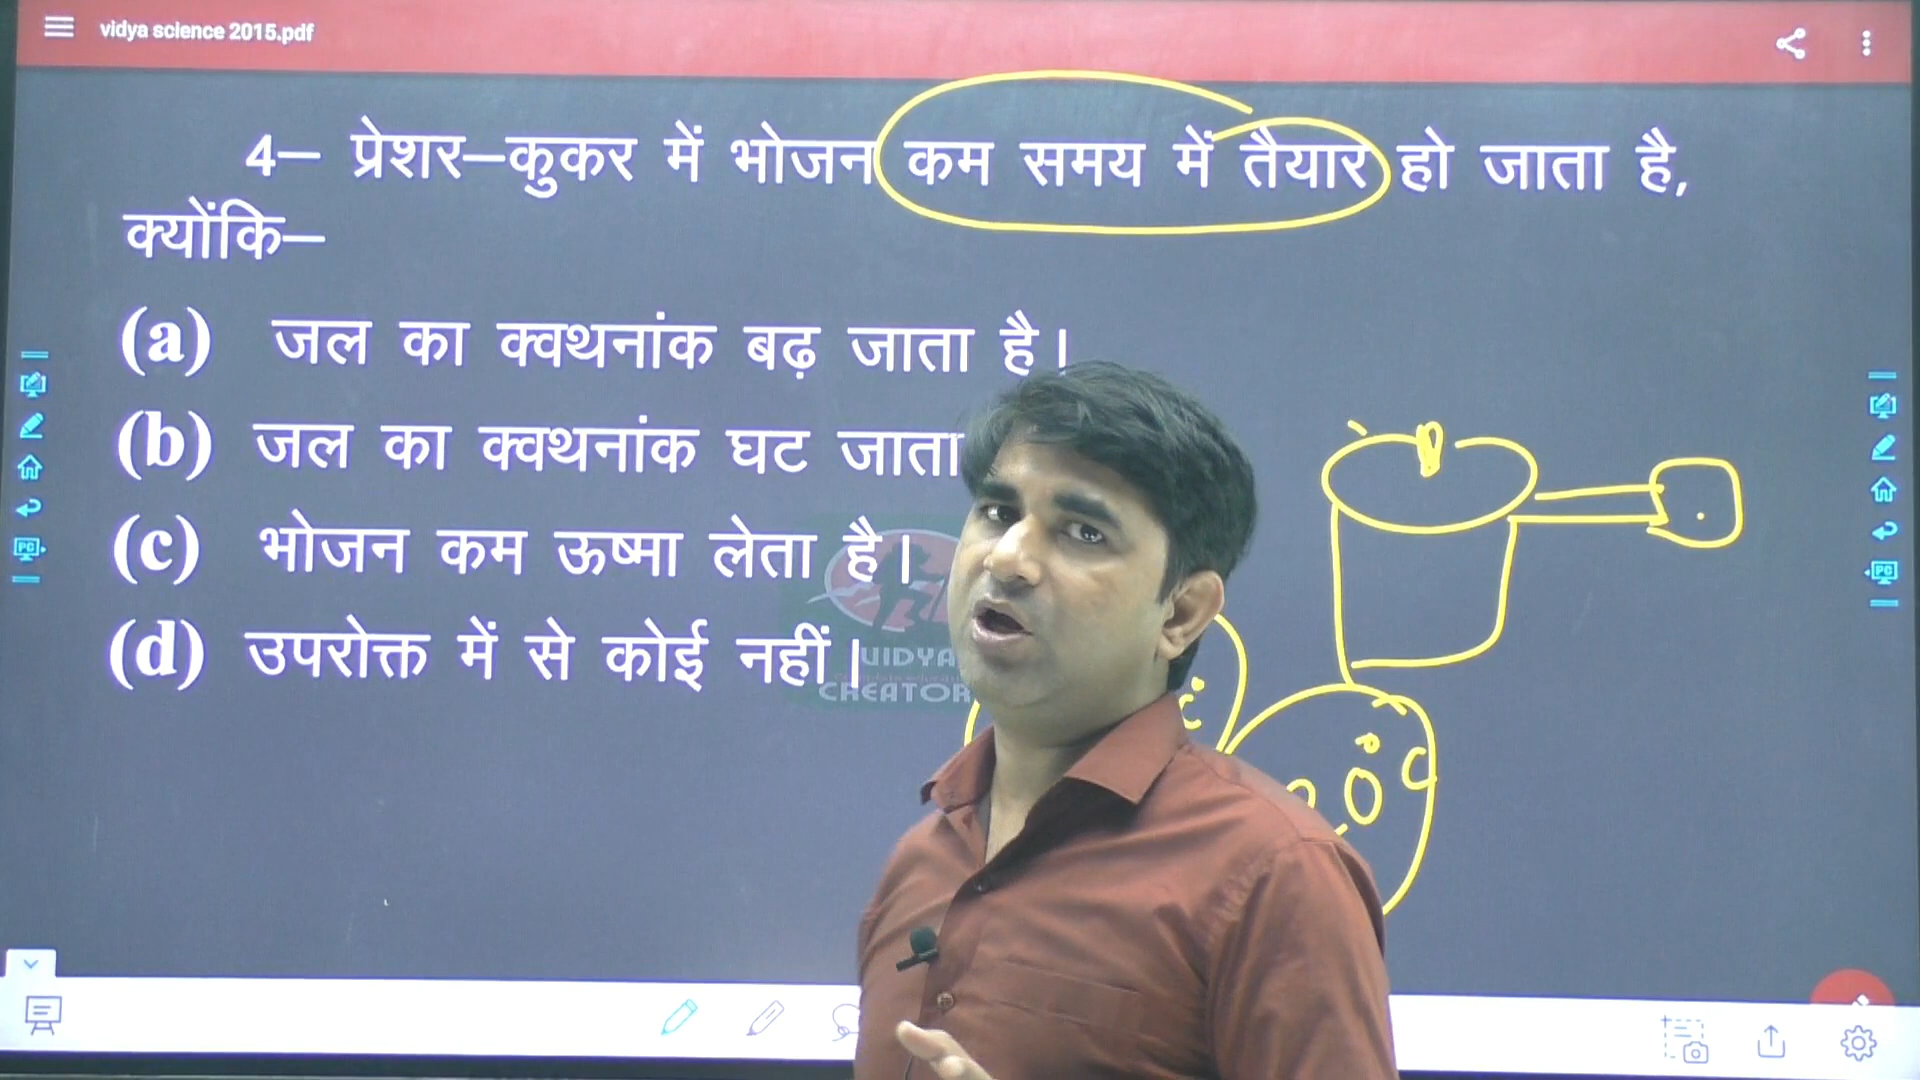 vidya science 2015.pdf
4– प्रेशर–कुकर में भोजन कम समय में तैयार हो जाता है,
क्योंकि–
(a) जल का क्वथनांक बढ़ जाता है।
(b) जल का क्वथनांक घट जाता
(c) भोजन कम ऊष्मा लेता है।
(d) उपरोक्त में से कोई नहीं।
VIDYA
CREATOR